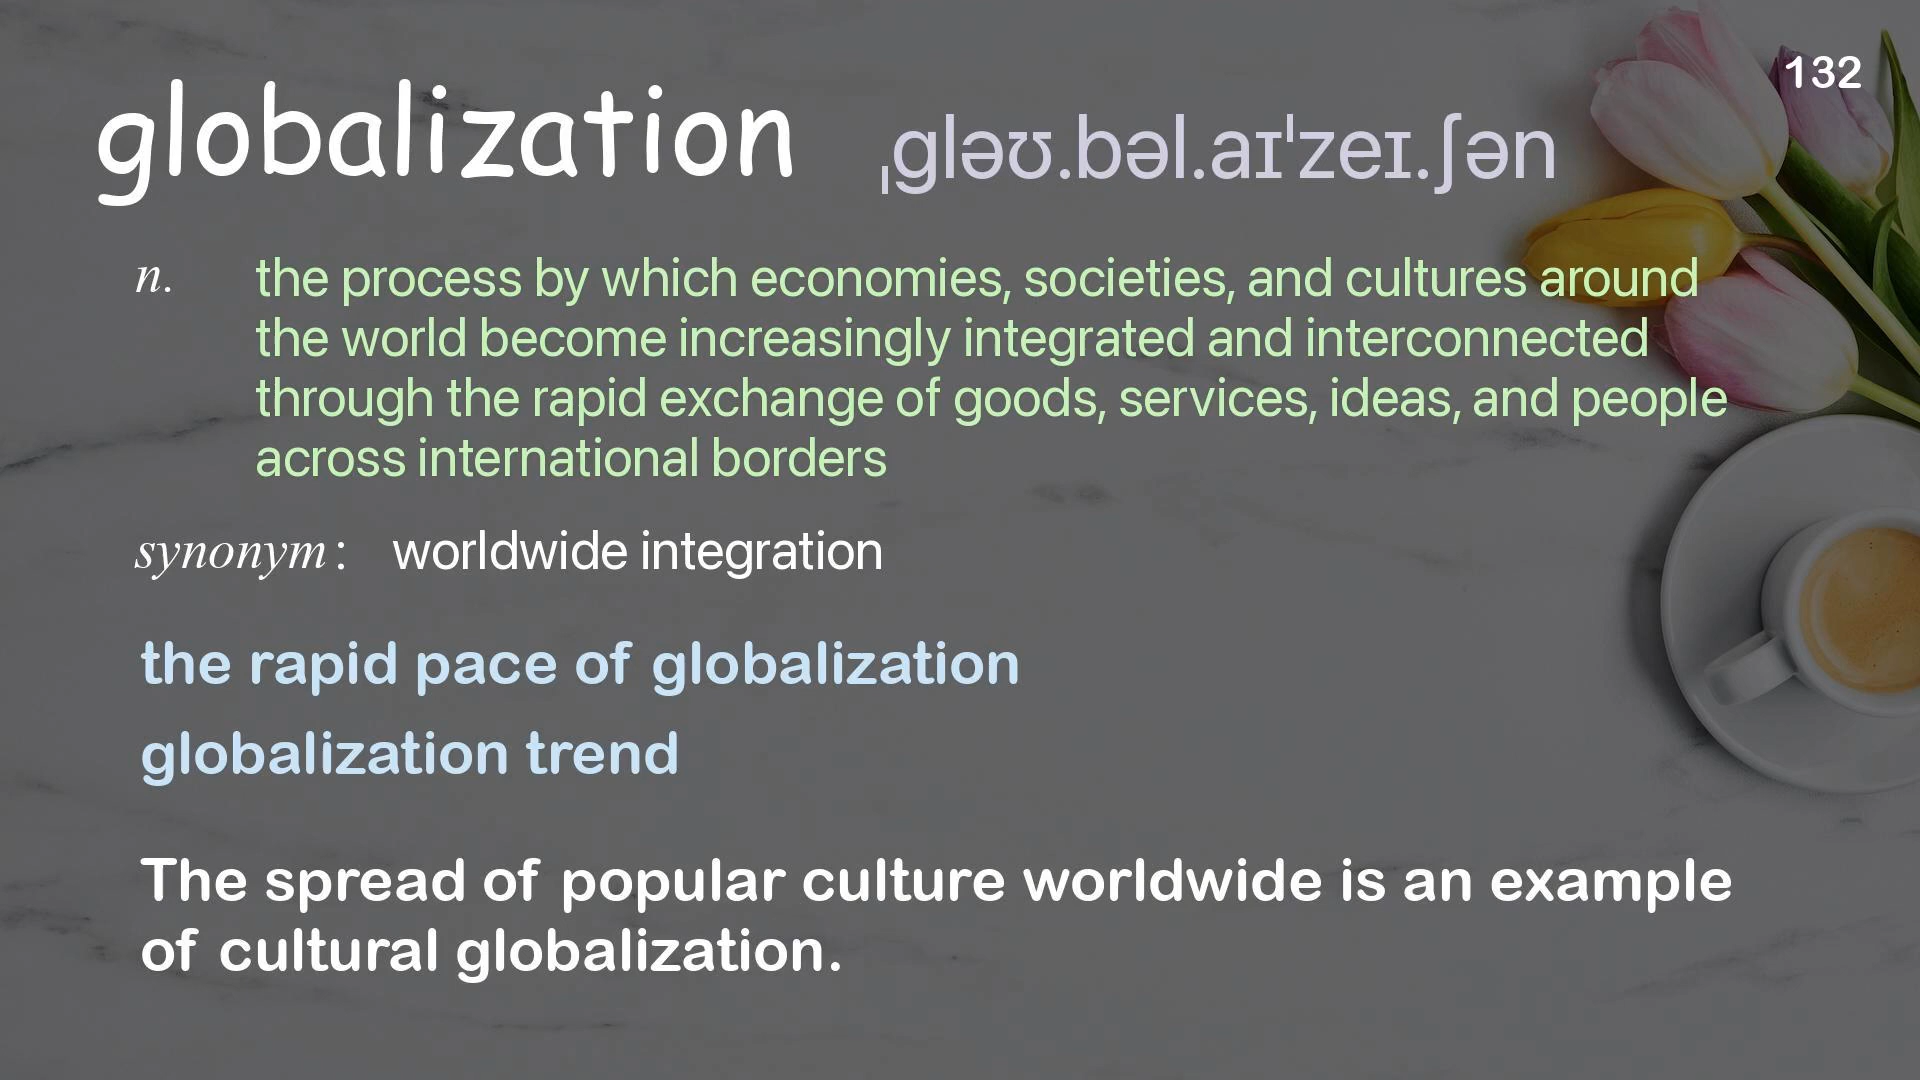 132
globalization ˌgləʊ.bəl.aɪˈzeɪ.ʃən
n. the process by which economies, societies, and cultures around
the world become increasingly integrated and interconnected
through the rapid exchange of goods, services, ideas, and people
across international borders
synonym: worldwide integration
the rapid pace of globalization
globalization trend
The spread of popular culture worldwide is an example
of cultural globalization.